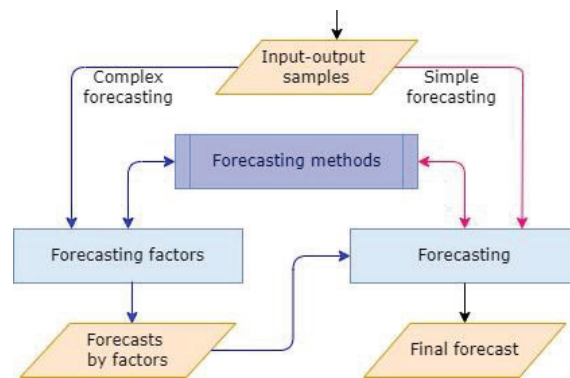 Input-output
samples
Complex
forecasting
Simple
forecasting
Forecasting methods
Forecasting factors
Forecasting
Forecasts
by factors
Final forecast